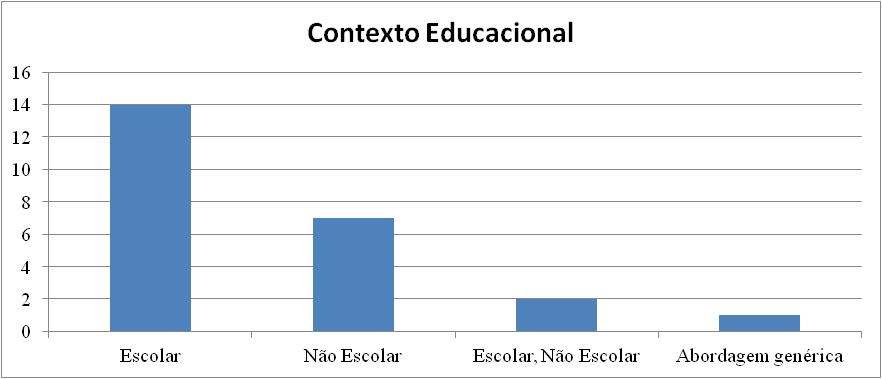 Contexto Educacional
16
14
12
10
8
6
4
2
0
Escolar
Não Escolar
Escolar, Não Escolar
Abordagem genérica